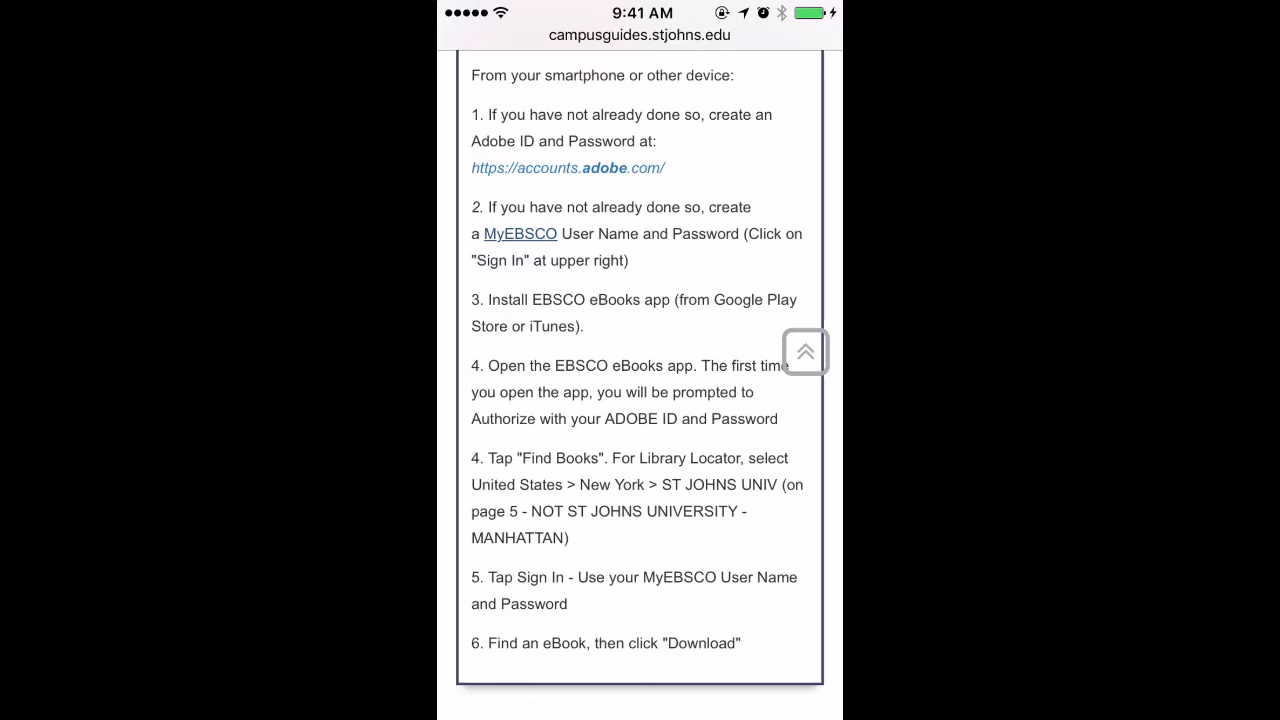 9:41 AM
campusguides.stjohns.edu
From your smartphone or other device:
1. If you have not already done so, create an
Adobe ID and Password at:
https://accounts.adobe.com/
2. If you have not already done so, create
a MyEBSCO User Name and Password (Click on
"Sign In" at upper right)
3. Install EBSCO eBooks app (from Google Play
Store or iTunes).
4. Open the EBSCO eBooks app. The first time
you open the app, you will be prompted to
Authorize with your ADOBE ID and Password
4. Tap "Find Books". For Library Locator, select
United States > New York > ST JOHNS UNIV (on
page 5 - NOT ST JOHNS UNIVERSITY -
MANHATTAN)
5. Tap Sign In - Use your MyEBSCO User Name
and Password
6. Find an eBook, then click "Download"